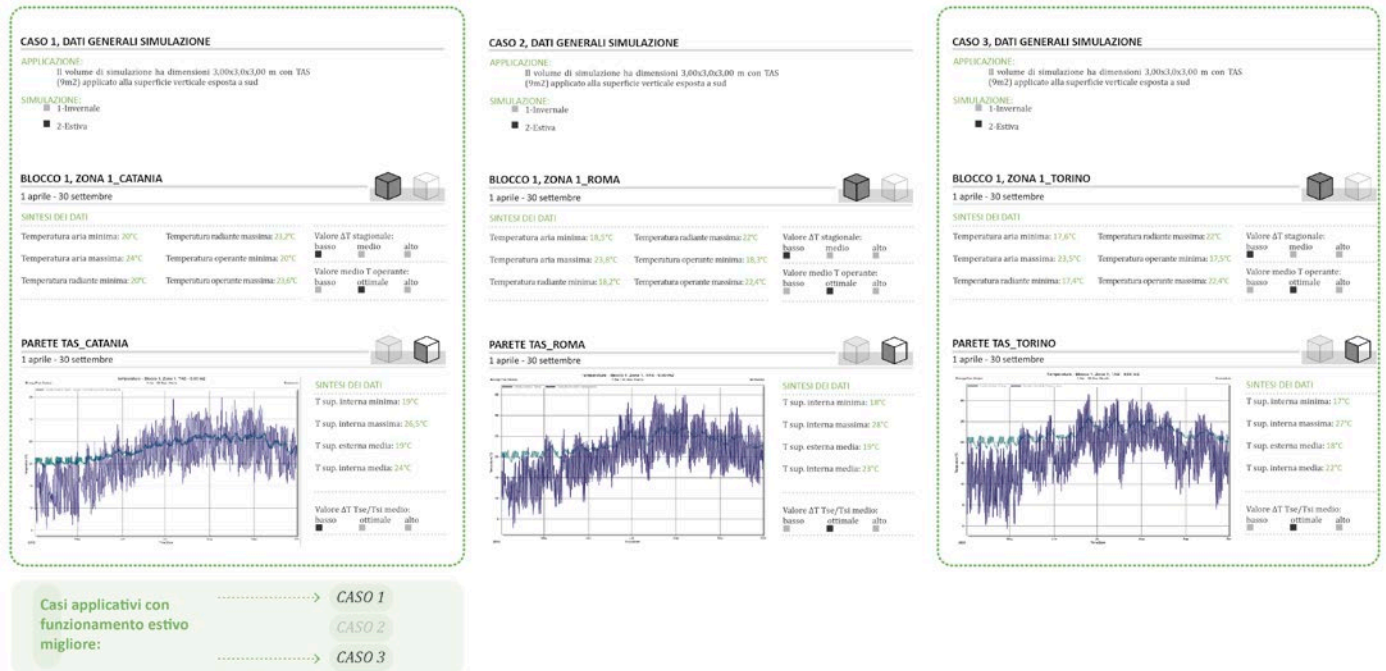 CASO 1, DATI GENERALI SIMULAZIONE
APPLICAZIONE:
Il volume di simulazione ha dimensioni 3,00x3,0x3,00 m con TAS
(9m2) applicato alla superficie verticale esposta a sud
SIMULAZIONE:
1-Invernale
2-Estiva
BLOCCO 1, ZONA 1_CATANIA
1 aprile - 30 settembre
SINTESI DEI DATI
Temperatura aria minima: 20°C
Temperatura radiante massima: 23,2°C
Temperatura aria massima: 24°C
Temperatura operante minima: 20°C
Temperatura radiante minima: 20°C
Temperatura operante massima: 23,6°C
Valore ΔT stagionale:
basso medio alto
Valore medio T operante:
basso ottimale alto
PARETE TAS_CATANIA
1 aprile - 30 settembre
SINTESI DEI DATI
T sup. interna minima: 19°C
T sup. interna massima: 26,5°C
T sup. esterna media: 19°C
T sup. interna media: 24°C
Valore ΔT Tse/Tsi medio:
basso ottimale alto
CASO 2, DATI GENERALI SIMULAZIONE
APPLICAZIONE:
Il volume di simulazione ha dimensioni 3,00x3,0x3,00 m con TAS
(9m2) applicato alla superficie verticale esposta a sud
SIMULAZIONE:
1-Invernale
2-Estiva
BLOCCO 1, ZONA 1_ROMA
1 aprile - 30 settembre
SINTESI DEI DATI
Temperatura aria minima: 18,5°C
Temperatura radiante massima: 22°C
Temperatura aria massima: 23,8°C
Temperatura operante minima: 18,3°C
Temperatura radiante minima: 18,2°C
Temperatura operante massima: 22,4°C
Valore ΔT stagionale:
basso medio alto
Valore medio T operante:
basso ottimale alto
PARETE TAS_ROMA
1 aprile - 30 settembre
SINTESI DEI DATI
T sup. interna minima: 18°C
T sup. interna massima: 28°C
T sup. esterna media: 19°C
T sup. interna media: 23°C
Valore ΔT Tse/Tsi medio:
basso ottimale alto
CASO 3, DATI GENERALI SIMULAZIONE
APPLICAZIONE:
Il volume di simulazione ha dimensioni 3,00x3,0x3,00 m con TAS
(9m2) applicato alla superficie verticale esposta a sud
SIMULAZIONE:
1-Invernale
2-Estiva
BLOCCO 1, ZONA 1_TORINO
1 aprile - 30 settembre
SINTESI DEI DATI
Temperatura aria minima: 17,6°C
Temperatura radiante massima: 22°C
Temperatura aria massima: 23,5°C
Temperatura operante minima: 17,5°C
Temperatura radiante minima: 17,4°C
Temperatura operante massima: 22,4°C
Valore ΔT stagionale:
basso medio alto
Valore medio T operante:
basso ottimale alto
PARETE TAS_TORINO
1 aprile - 30 settembre
SINTESI DEI DATI
T sup. interna minima: 17°C
T sup. interna massima: 27°C
T sup. esterna media: 18°C
T sup. interna media: 22°C
Valore ΔT Tse/Tsi medio:
basso ottimale alto
Casi applicativi con
funzionamento estivo
migliore:
CASO 1
CASO 2
CASO 3